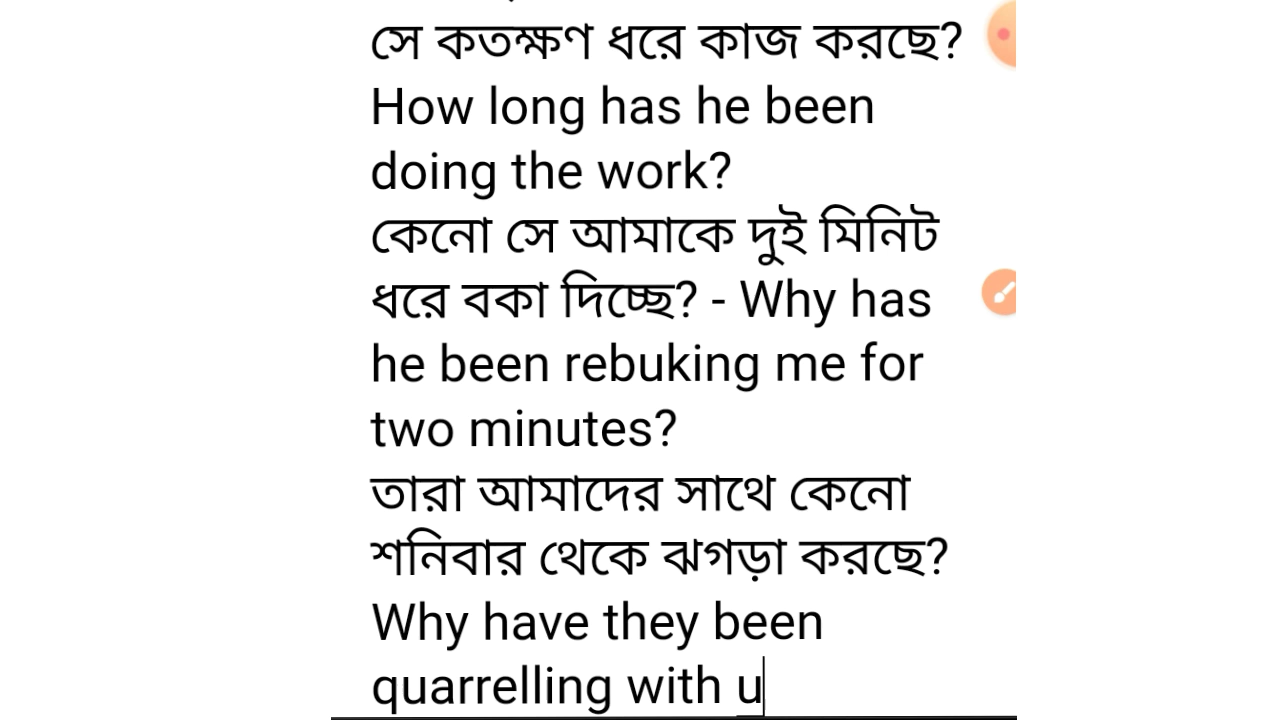 সে কতক্ষণ ধরে কাজ করছে?
How long has he been
doing the work?
কেনো সে আমাকে দুই মিনিট
ধরে বকা দিচ্ছে? - Why has
he been rebuking me for
two minutes?
তারা আমাদের সাথে কেনো
শনিবার থেকে ঝগড়া করছে?
Why have they been
quarrelling with u